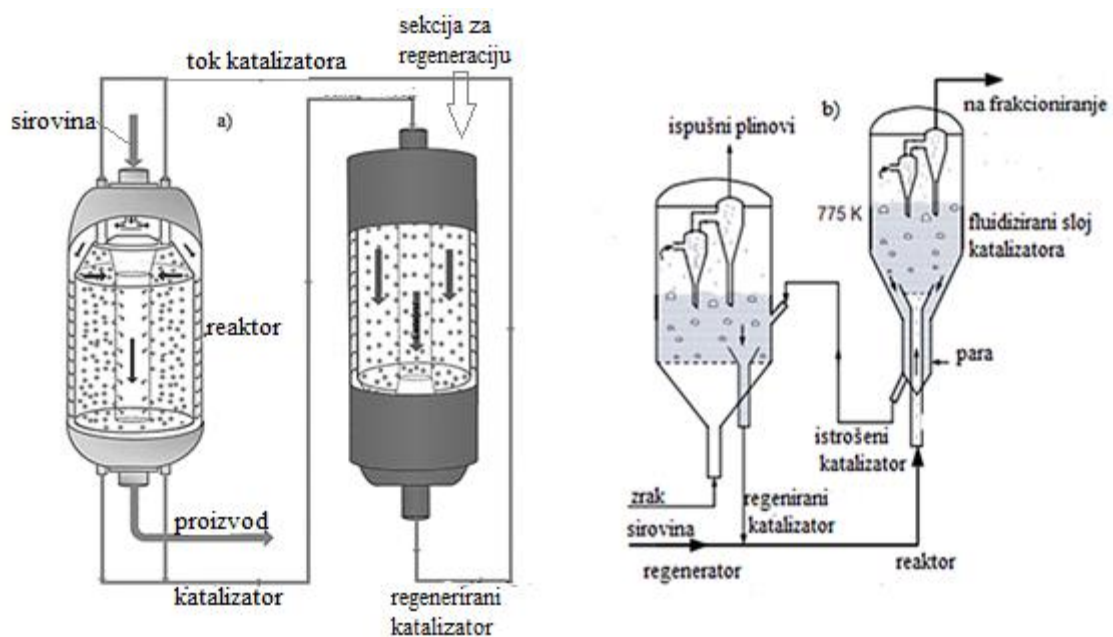 sekcija za
regeneraciju
tok katalizatora
a)
sirovina
reaktor
proizvod
katalizator
regenerirani
katalizator
b)
na frakcioniranje
ispušni plinovi
775 K
fluidizirani sloj
katalizatora
para
istrošeni
katalizator
zrak
regenirani
katalizator
sirovina
regenerator
reaktor